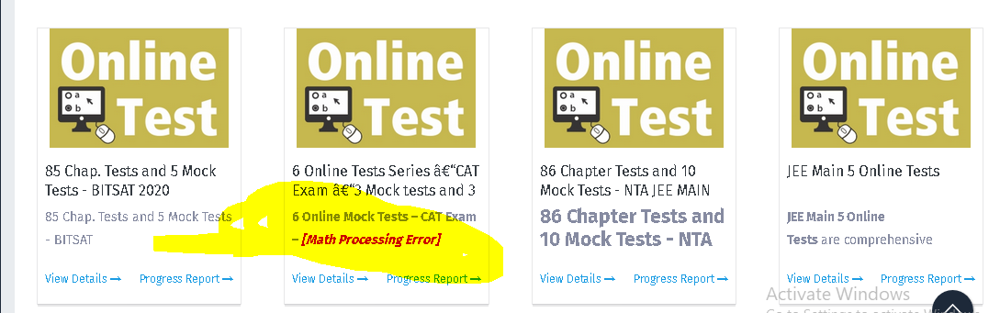 Online
a
b
Test
85 Chap. Tests and 5 Mock
Tests - BITSAT 2020
85 Chap. Tests and 5 Mock Tests
- BITSAT
View Details → Progress Report →
Online
a
b
Test
6 Online Tests Series â€“CAT
Exam â€“3 Mock tests and 3
6 Online Mock Tests – CAT Exam
– [Math Processing Error]
View Details → Progress Report →
Online
a
b
Test
86 Chapter Tests and 10
Mock Tests - NTA JEE MAIN
86 Chapter Tests and
10 Mock Tests - NTA
View Details → Progress Report →
Online
a
b
Test
JEE Main 5 Online Tests
JEE Main 5 Online
Tests are comprehensive
View Details → Progress Report →
Activate Windows
Go to Settings to activate